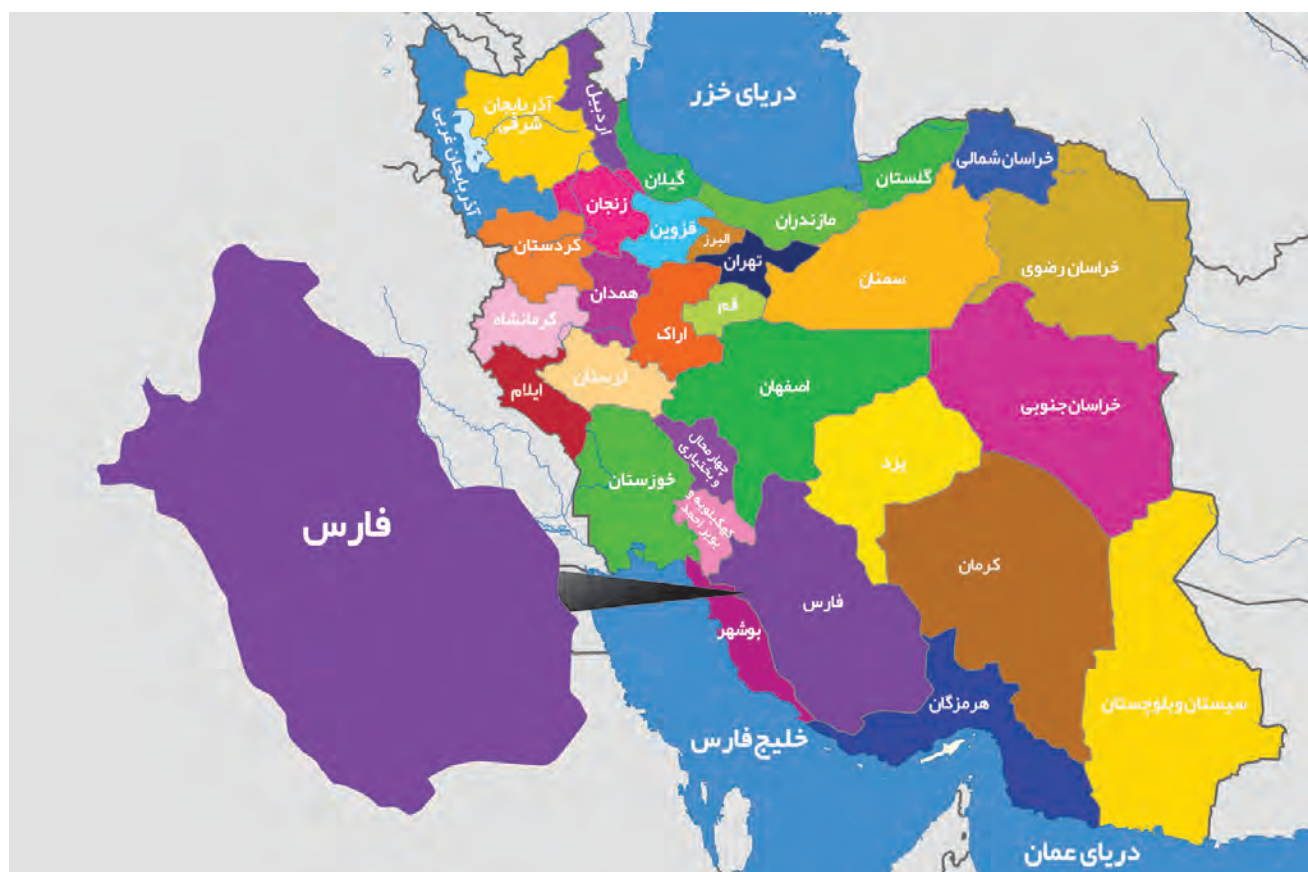 دریای خزر
آذربایجان
شرقی
اردبیل
آذربایجان غربی
گیلان
زنجان
قزوین
مازندران
گلستان
خراسان شمالی
البرز
تهران
کردستان
همدان
سمنان
خراسان رضوی
قم
اراک
کرمانشاه
لرستان
ایلام
اصفهان
خراسان جنوبی
چهارمحال
و بختیاری
خوزستان
یزد
کهکیلویه و
بویراحمد
فارس
کرمان
فارس
بوشهر
هرمزگان
سیستان و بلوچستان
خلیج فارس
دریای عمان